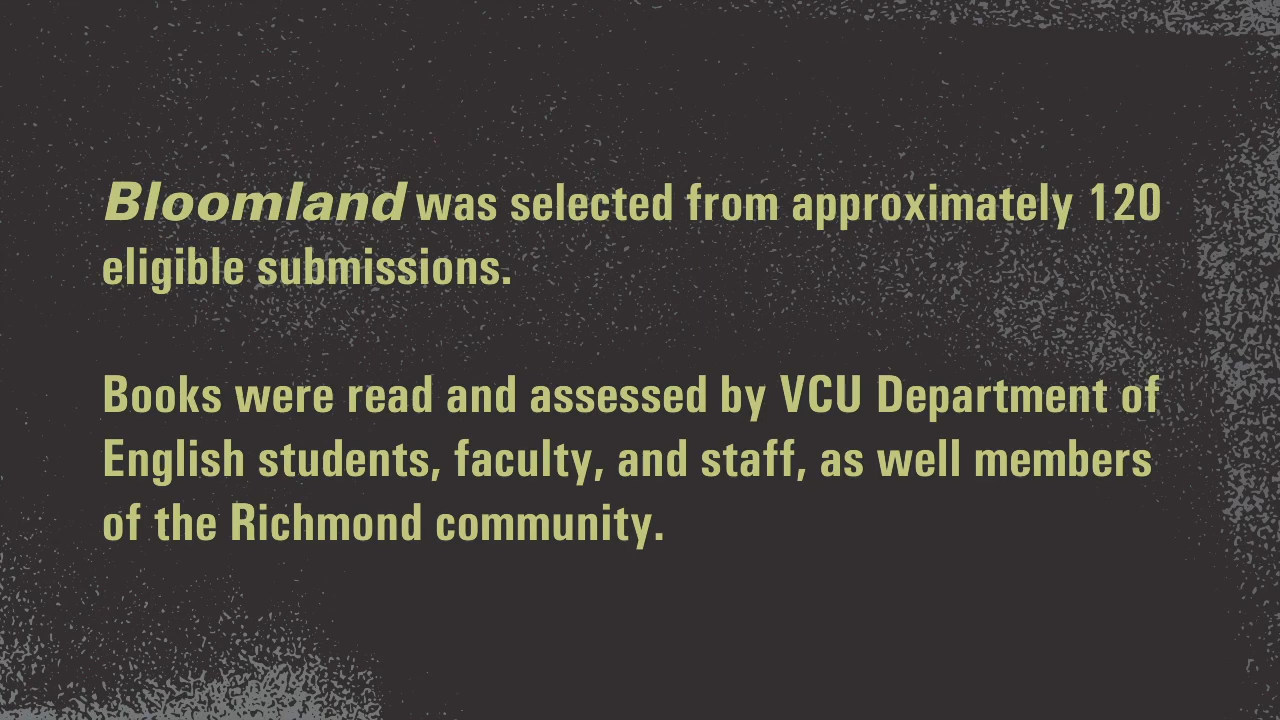 Bloomland was selected from approximately 120
eligible submissions.
Books were read and assessed by VCU Department of
English students, faculty, and staff, as well members
of the Richmond community.